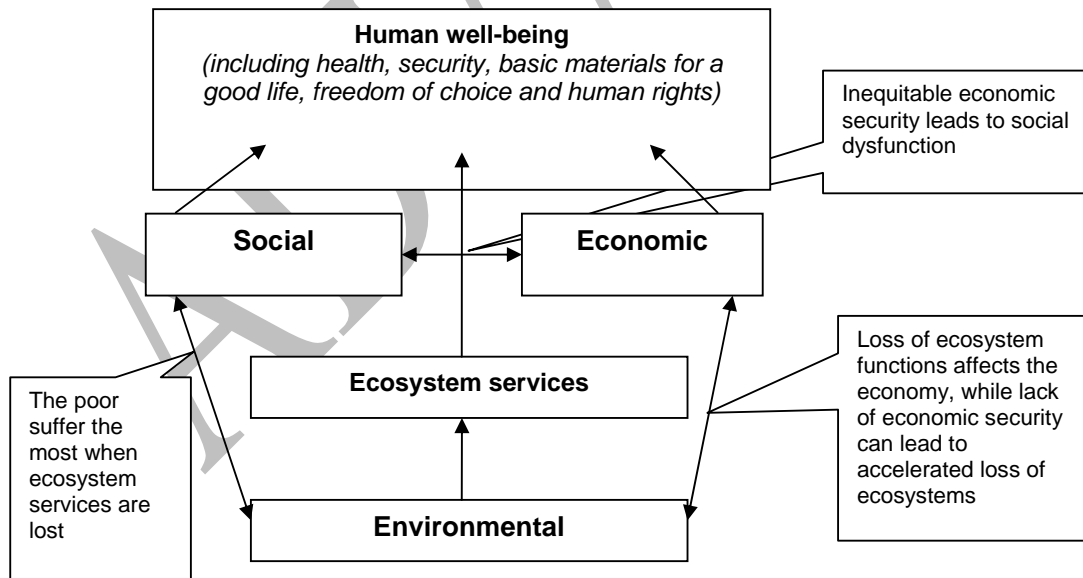 Human well-being
(including health, security, basic materials for a
good life, freedom of choice and human rights)
Inequitable economic
security leads to social
dysfunction
Social
Economic
Ecosystem services
Loss of ecosystem
functions affects the
economy, while lack
of economic security
can lead to
accelerated loss of
ecosystems
The poor
suffer the
most when
ecosystem
services are
lost
Environmental